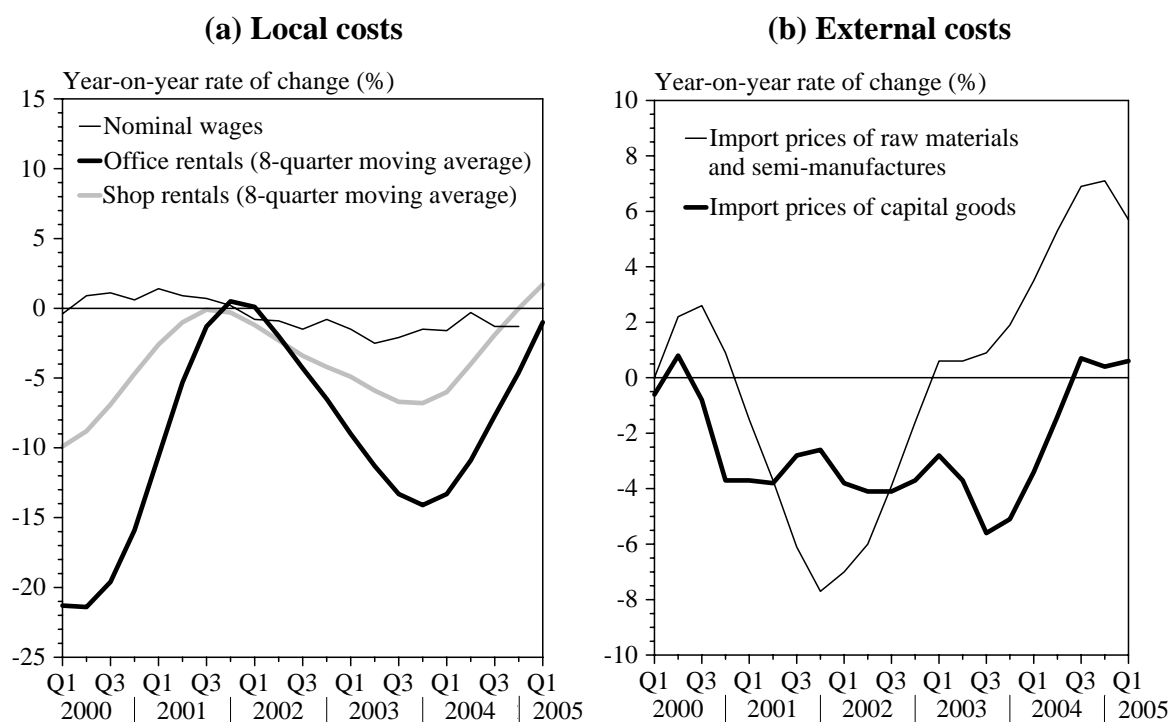 (a) Local costs
Year-on-year rate of change (%)
15
10
5
0
-5
-10
-15
-20
-25
Nominal wages
Office rentals (8-quarter moving average)
Shop rentals (8-quarter moving average)
Q1 Q3 Q1 Q3 Q1 Q3 Q1 Q3 Q1 Q3 Q1
2000 2001 2002 2003 2004 2005
(b) External costs
Year-on-year rate of change (%)
10
8
6
4
2
0
-2
-4
-6
-8
-10
Import prices of raw materials
and semi-manufactures
Import prices of capital goods
Q1 Q3 Q1 Q3 Q1 Q3 Q1 Q3 Q1 Q3 Q1
2000 2001 2002 2003 2004 2005